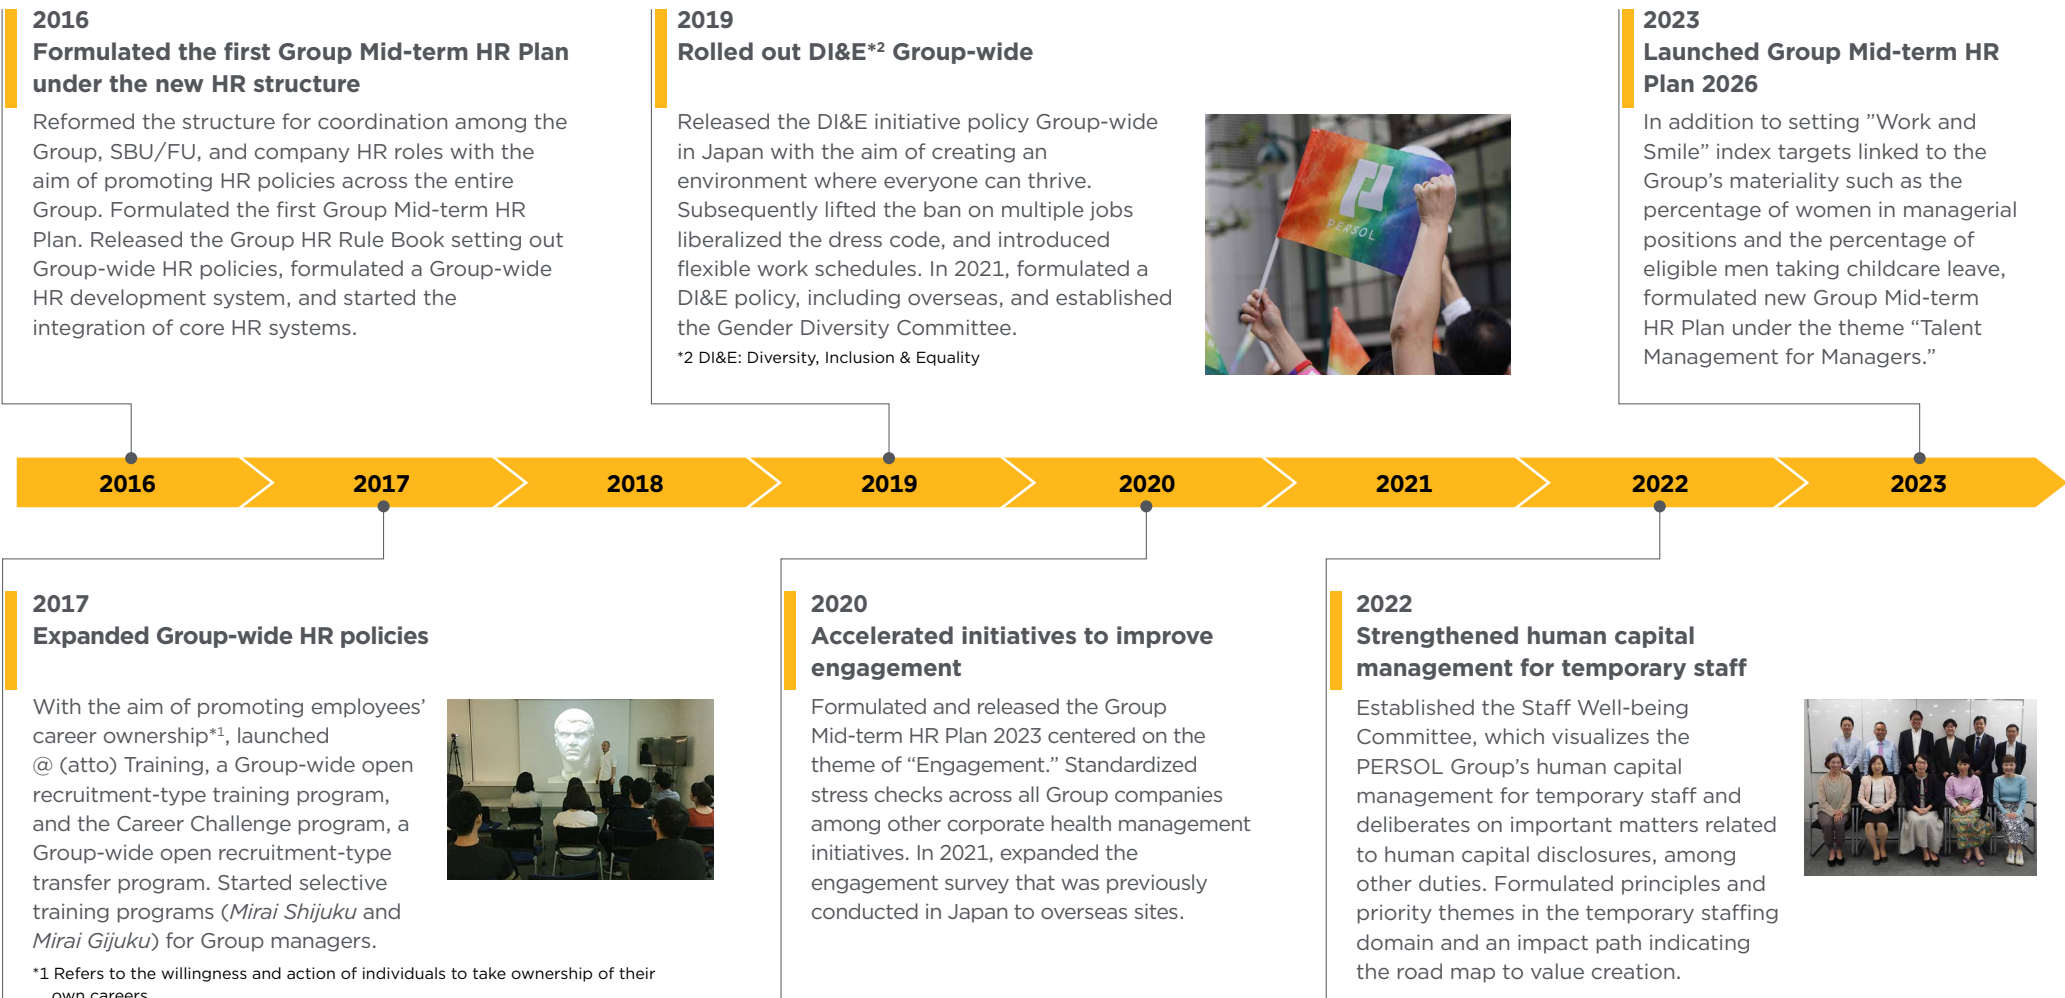 2016
Formulated the first Group Mid-term HR Plan
under the new HR structure
Reformed the structure for coordination among the
Group, SBU/FU, and company HR roles with the
aim of promoting HR policies across the entire
Group. Formulated the first Group Mid-term HR
Plan. Released the Group HR Rule Book setting out
Group-wide HR policies, formulated a Group-wide
HR development system, and started the
integration of core HR systems.
2019
Rolled out DI&E*2 Group-wide
Released the DI&E initiative policy Group-wide
in Japan with the aim of creating an
environment where everyone can thrive.
Subsequently lifted the ban on multiple jobs
liberalized the dress code, and introduced
flexible work schedules. In 2021, formulated a
DI&E policy, including overseas, and established
the Gender Diversity Committee.
*2 DI&E: Diversity, Inclusion & Equality
PERSOL
2023
Launched Group Mid-term HR
Plan 2026
In addition to setting ”Work and
Smile” index targets linked to the
Group’s materiality such as the
percentage of women in managerial
positions and the percentage of
eligible men taking childcare leave,
formulated new Group Mid-term
HR Plan under the theme “Talent
Management for Managers.”
2016 2017 2018 2019 2020 2021 2022 2023
2017
Expanded Group-wide HR policies
With the aim of promoting employees’
career ownership*1, launched
@ (atto) Training, a Group-wide open
recruitment-type training program,
and the Career Challenge program, a
Group-wide open recruitment-type
transfer program. Started selective
training programs (Mirai Shijuku and
Mirai Gijuku) for Group managers.
*1 Refers to the willingness and action of individuals to take ownership of their
own careers
2020
Accelerated initiatives to improve
engagement
Formulated and released the Group
Mid-term HR Plan 2023 centered on the
theme of “Engagement.” Standardized
stress checks across all Group companies
among other corporate health management
initiatives. In 2021, expanded the
engagement survey that was previously
conducted in Japan to overseas sites.
2022
Strengthened human capital
management for temporary staff
Established the Staff Well-being
Committee, which visualizes the
PERSOL Group’s human capital
management for temporary staff and
deliberates on important matters related
to human capital disclosures, among
other duties. Formulated principles and
priority themes in the temporary staffing
domain and an impact path indicating
the road map to value creation.